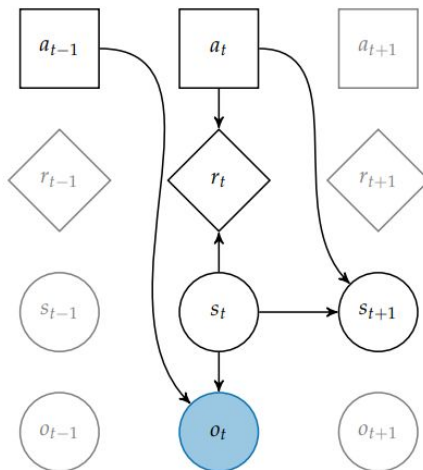 a_{t−1} a_t a_{t+1}
r_{t−1} r_t r_{t+1}
s_{t−1} s_t s_{t+1}
o_{t−1} o_t o_{t+1}